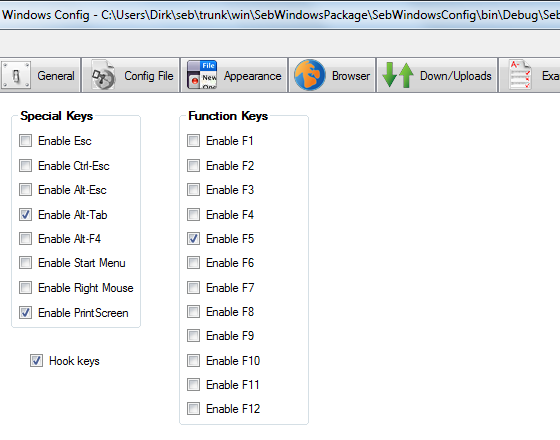 Windows Config - C:\Users\Dirk\seb\trunk\win\SebWindowsPackage\SebWindowsConfig\bin\Debug\Seb
General
Config File
File
New
Ope
Appearance
Browser
Down/Uploads
A+
Exa
Special Keys
Enable Esc
Enable Ctrl-Esc
Enable Alt-Esc
Enable Alt-Tab
Enable Alt-F4
Enable Start Menu
Enable Right Mouse
Enable PrintScreen
Hook keys
Function Keys
Enable F1
Enable F2
Enable F3
Enable F4
Enable F5
Enable F6
Enable F7
Enable F8
Enable F9
Enable F10
Enable F11
Enable F12